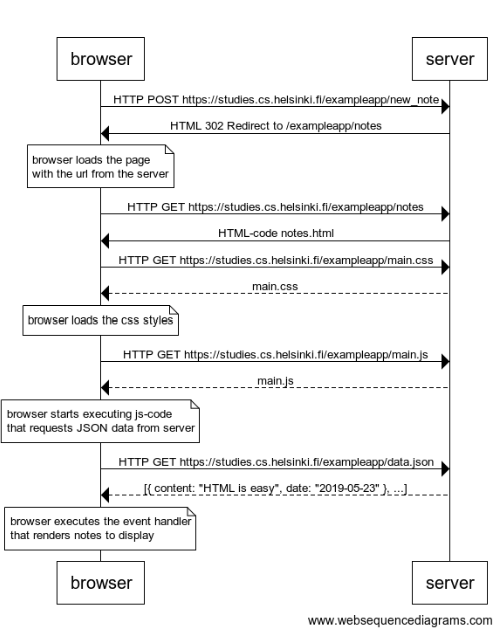 browser
server
HTTP POST https://studies.cs.helsinki.fi/exampleapp/new_note
HTML 302 Redirect to /exampleapp/notes
browser loads the page
with the url from the server
HTTP GET https://studies.cs.helsinki.fi/exampleapp/notes
HTML-code notes.html
HTTP GET https://studies.cs.helsinki.fi/exampleapp/main.css
main.css
browser loads the css styles
HTTP GET https://studies.cs.helsinki.fi/exampleapp/main.js
main.js
browser starts executing js-code
that requests JSON data from server
HTTP GET https://studies.cs.helsinki.fi/exampleapp/data.json
[{ content: "HTML is easy", date: "2019-05-23" }, ...]
browser executes the event handler
that renders notes to display
browser
server
www.websequencediagrams.com